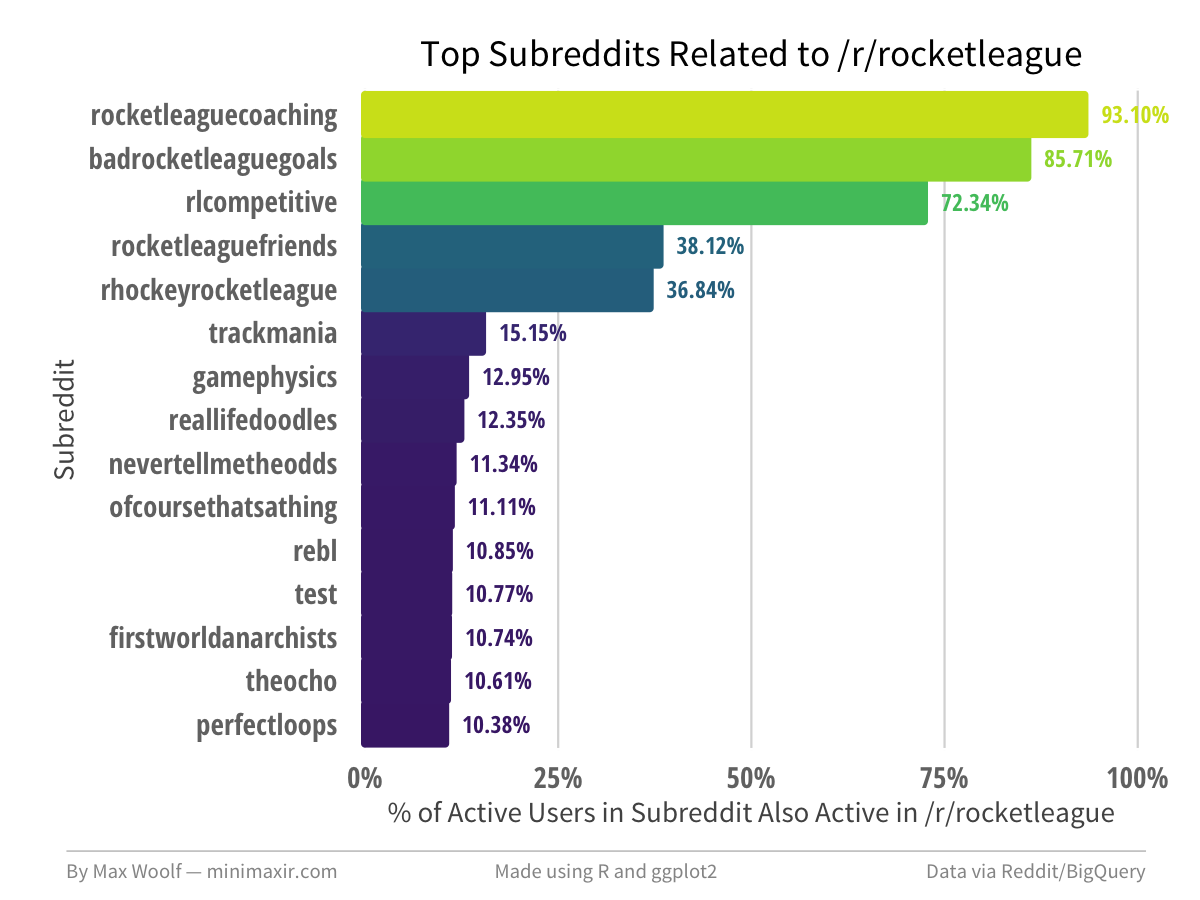 Top Subreddits Related to /r/rocketleague
rocketleaguecoaching 93.10%
badrocketleaguegoals 85.71%
rlcompetitive 72.34%
rocketleaguefriends 38.12%
rhockeyrocketleague 36.84%
trackmania 15.15%
gamephysics 12.95%
reallifedoodles 12.35%
nevertellmetheodds 11.34%
ofcoursethatsathing 11.11%
rebl 10.85%
test 10.77%
firstworldanarchists 10.74%
theocho 10.61%
perfectloops 10.38%
Subreddit
0% 25% 50% 75% 100%
% of Active Users in Subreddit Also Active in /r/rocketleague
By Max Woolf — minimaxir.com Made using R and ggplot2 Data via Reddit/BigQuery